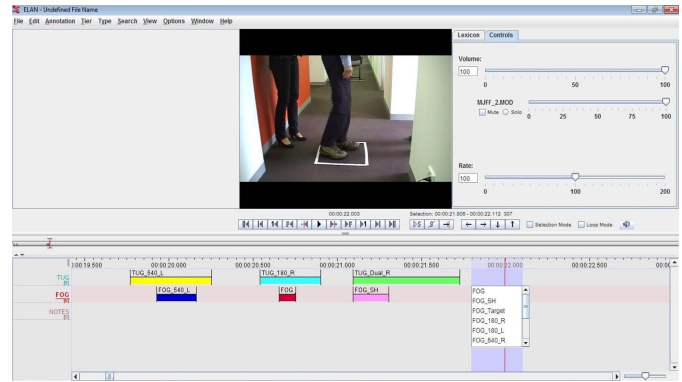 ELAN - Undefined File Name
File Edit Annotation Tier Type Search View Options Window Help
Lexicon Controls
Volume:
100
0 50 100
MJFF_2.MOD
Mute Solo
0 25 50 75 100
Rate:
100
0 100 200
00:00:22.003
Selection: 00:00:21.805 - 00:00:22.112 307
Selection Mode Loop Mode
00:00:19.500 00:00:20.000 00:00:20.500 00:00:21.000 00:00:21.500 00:00:22.000 00:00:22.500
TUG TUG_540_L TUG_180_R TUG_Dual_R
FOG FOG_540_L FOG FOG_SH
NOTES
FOG
FOG_SH
FOG_Target
FOG_180_R
FOG_180_L
FOG_540_R